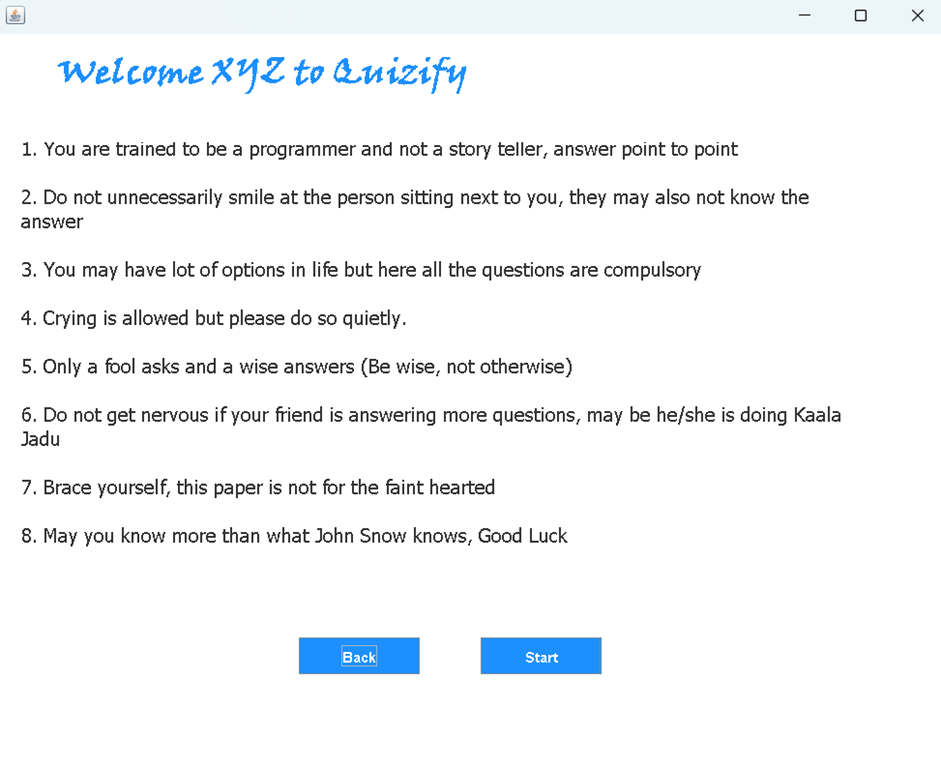 Welcome XYZ to Quizify
1. You are trained to be a programmer and not a story teller, answer point to point
2. Do not unnecessarily smile at the person sitting next to you, they may also not know the
answer
3. You may have lot of options in life but here all the questions are compulsory
4. Crying is allowed but please do so quietly.
5. Only a fool asks and a wise answers (Be wise, not otherwise)
6. Do not get nervous if your friend is answering more questions, may be he/she is doing Kaala
Jadu
7. Brace yourself, this paper is not for the faint hearted
8. May you know more than what John Snow knows, Good Luck
Back
Start